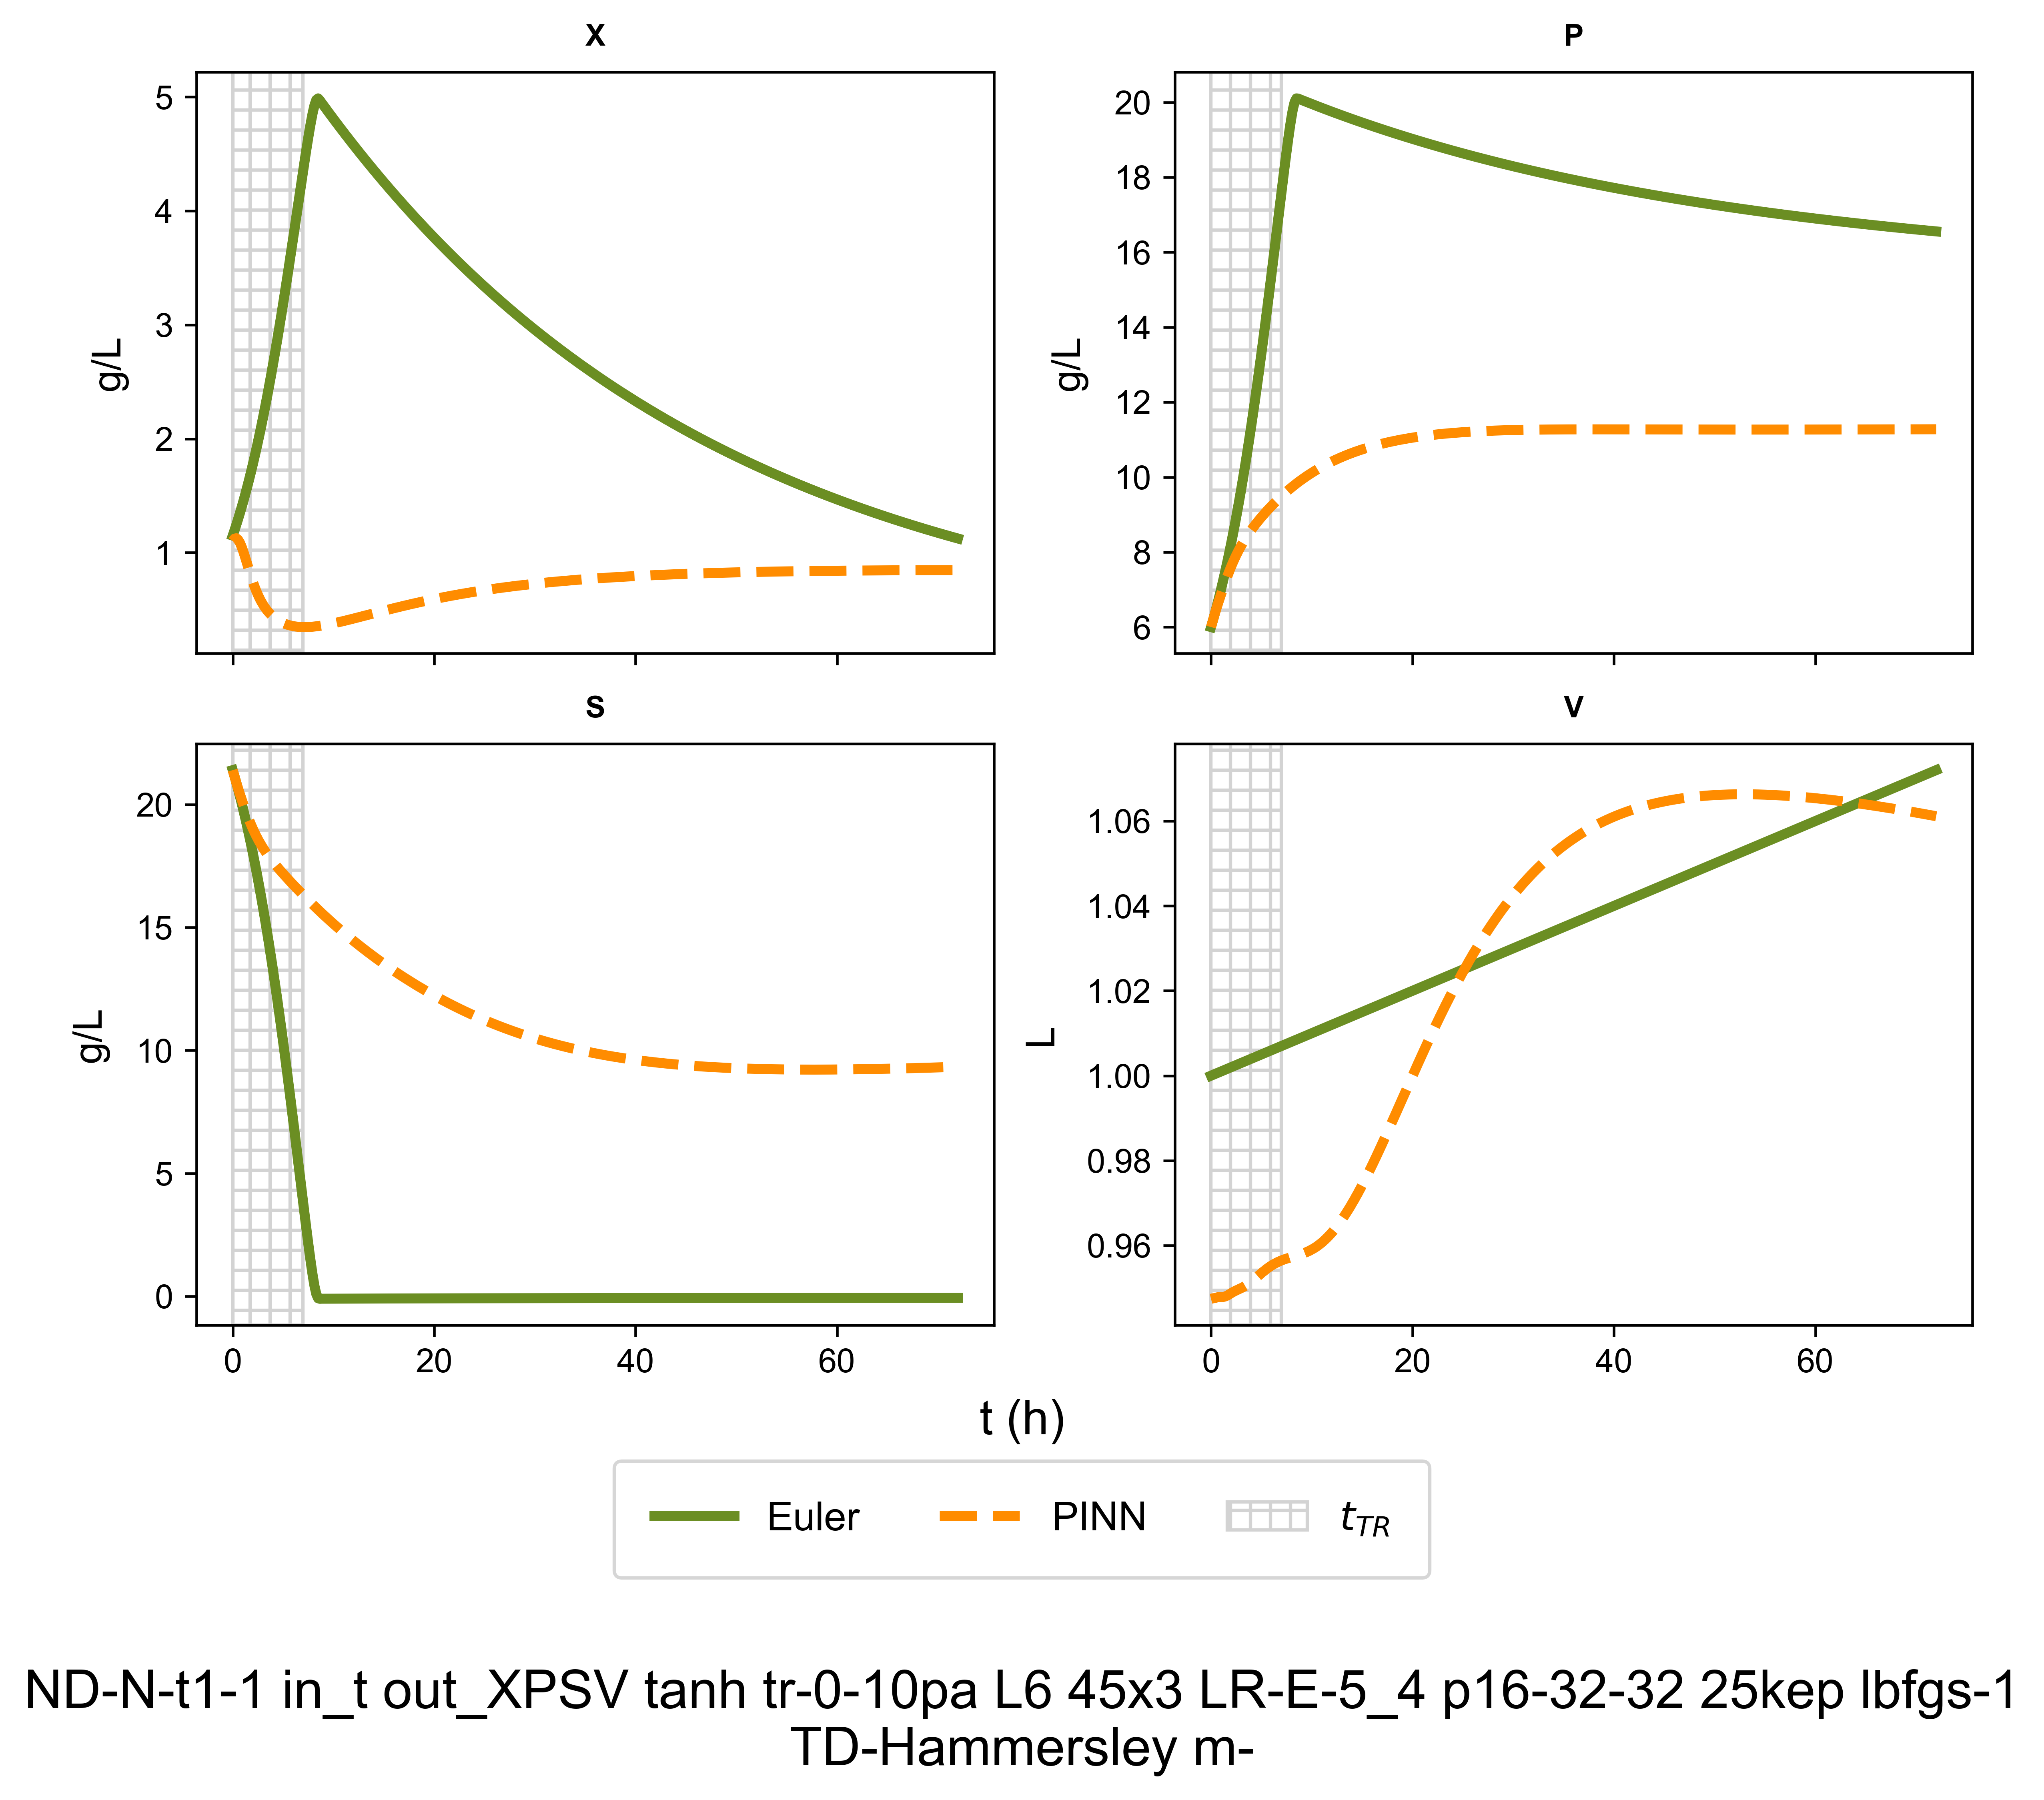 X
P
5
4
3
2
1
g/L
20
18
16
14
12
10
8
6
g/L
S
V
20
15
10
5
0
g/L
1.06
1.04
1.02
1.00
0.98
0.96
L
0 20 40 60
0 20 40 60
t (h)
Euler PINN t_TR
ND-N-t1-1 in_t out_XPSV tanh tr-0-10pa L6 45x3 LR-E-5_4 p16-32-32 25kep lbfgs-1
TD-Hammersley m-